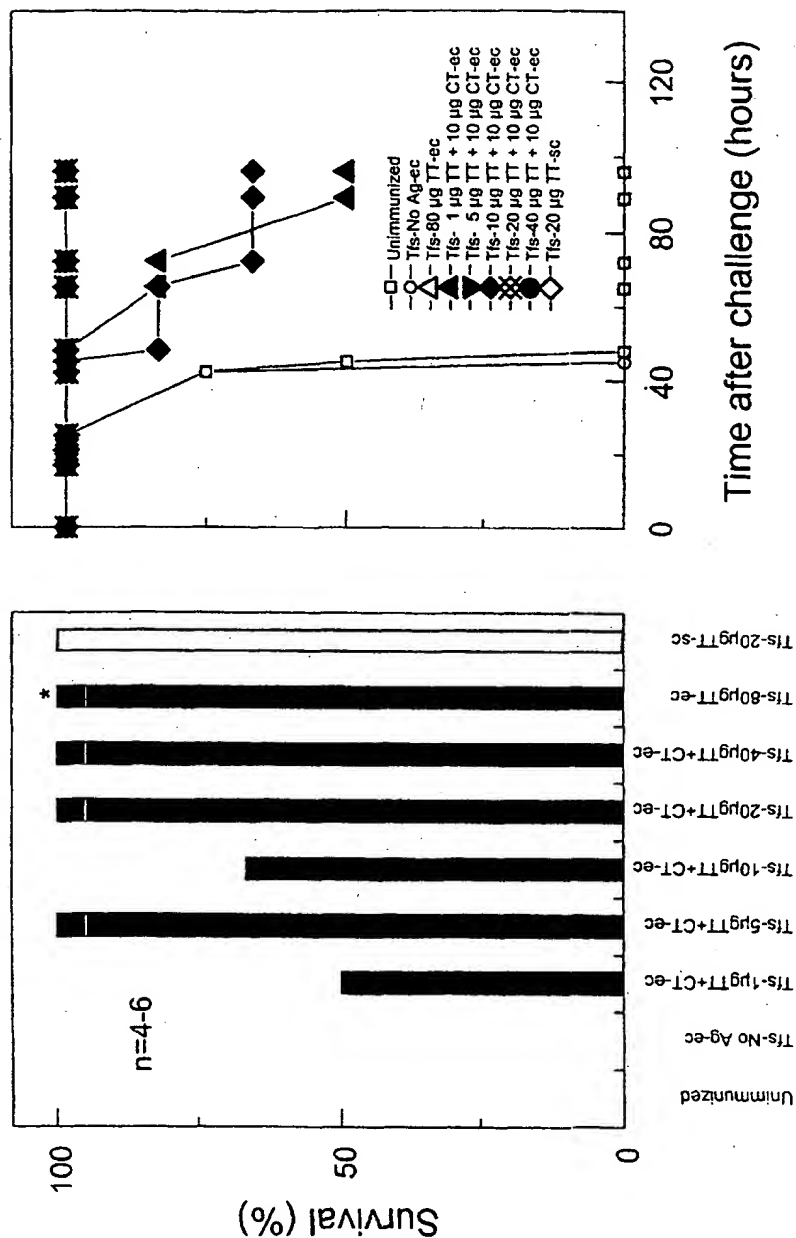 Survival (%)
100
50
0
n=4-6
*
Unimmunized
Tfs-No Ag-ec
Tfs-1µgTT+CT-ec
Tfs-5µgTT+CT-ec
Tfs-10µgTT+CT-ec
Tfs-20µgTT+CT-ec
Tfs-40µgTT+CT-ec
Tfs-80µgTT-ec
Tfs-20µgTT-sc
Unimmunized
Tfs-No Ag-ec
Tfs-80 µg TT-ec
Tfs- 1 µg TT + 10 µg CT-ec
Tfs- 5 µg TT + 10 µg CT-ec
Tfs-10 µg TT + 10 µg CT-ec
Tfs-20 µg TT + 10 µg CT-ec
Tfs-40 µg TT + 10 µg CT-ec
Tfs-20 µg TT-sc
0
40
80
120
Time after challenge (hours)